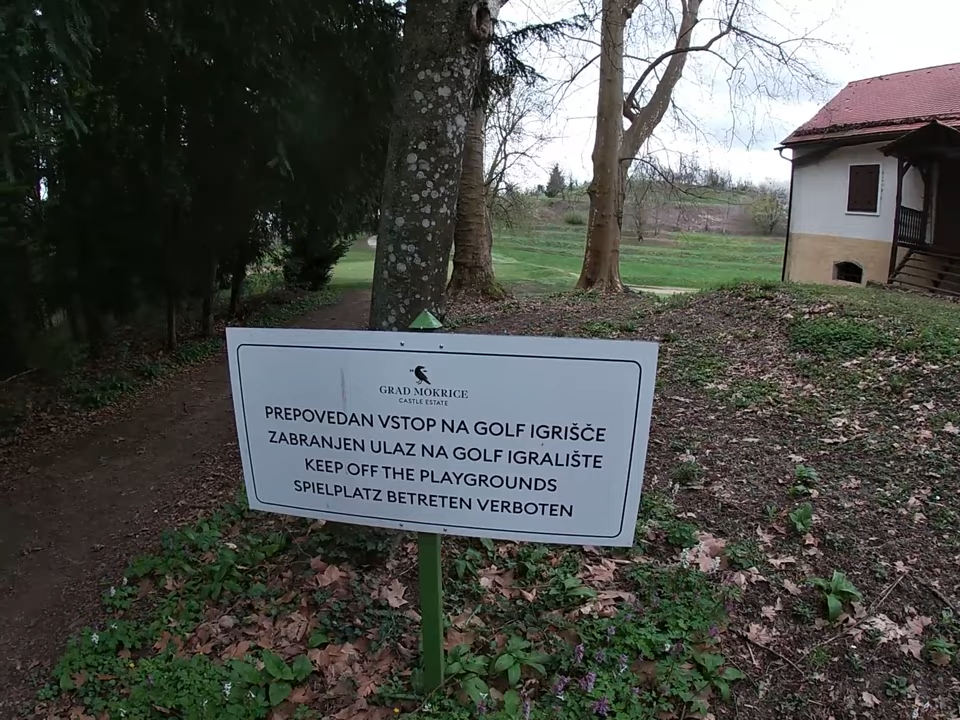 GRAD MOKRICE
CASTLE ESTATE
PREPOVEDAN VSTOP NA GOLF IGRIŠČE
ZABRANJEN ULAZ NA GOLF IGRALIŠTE
KEEP OFF THE PLAYGROUNDS
SPIELPLATZ BETRETEN VERBOTEN